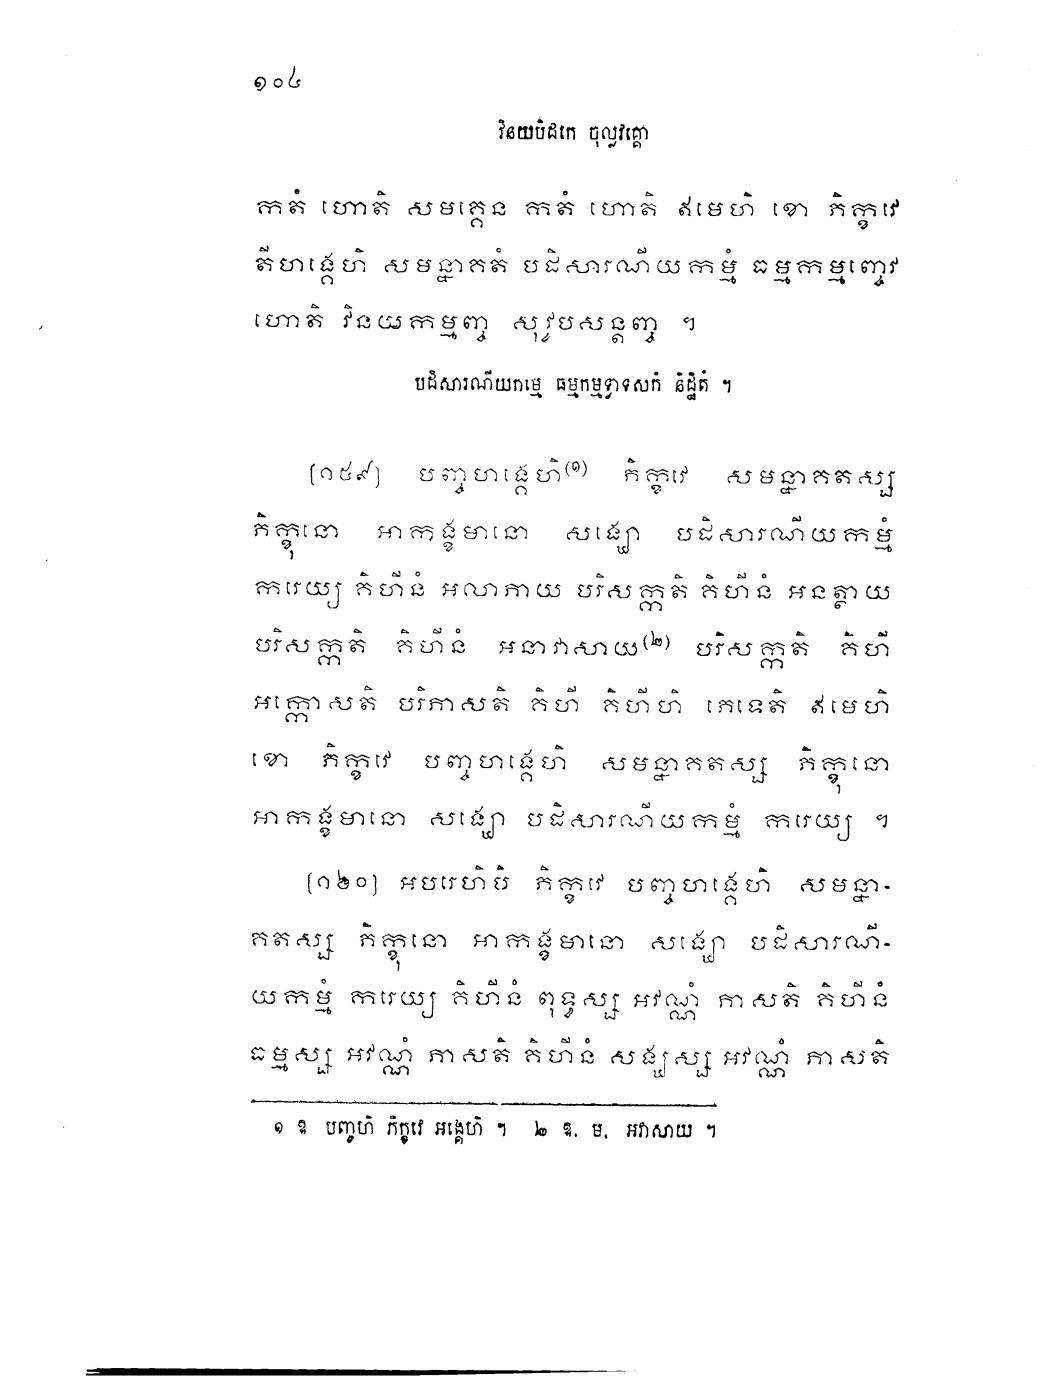 ១០៤
វិនយបិដកេ ចុល្លវគ្គោ
កតំ ហោតិ សមគ្គេន កតំ ហោតិ ឥមេហិ ខោ ភិក្ខវេ
តីហង្គេហិ សមន្នាគតំ បដិសារណីយកម្មំ ធម្មកម្មញ្ចេវ
ហោតិ វិនយកម្មញ្ច សុវូបសន្តញ្ច ។
បដិសារណីយកម្មេ ធម្មកម្មទ្វាទសកំ និដ្ឋិតំ ។
[១៥៩] បញ្ចហង្គេហិ(១) ភិក្ខវេ សមន្នាគតស្ស
ភិក្ខុនោ អាកង្ខមានោ សង្ឃោ បដិសារណីយកម្មំ
ករេយ្យ គិហីនំ អលាភាយ បរិសក្កតិ គិហីនំ អនត្ថាយ
បរិសក្កតិ គិហីនំ អនាវាសាយ(២) បរិសក្កតិ គិហី
អក្កោសតិ បរិភាសតិ គិហី គិហីហិ ភេទេតិ ឥមេហិ
ខោ ភិក្ខវេ បញ្ចហង្គេហិ សមន្នាគតស្ស ភិក្ខុនោ
អាកង្ខមានោ សង្ឃោ បដិសារណីយកម្មំ ករេយ្យ ។
[១៦០] អបរេហិបិ ភិក្ខវេ បញ្ចហង្គេហិ សមន្នា-
គតស្ស ភិក្ខុនោ អាកង្ខមានោ សង្ឃោ បដិសារណី-
យកម្មំ ករេយ្យ គិហីនំ ពុទ្ធស្ស អវណ្ណំ ភាសតិ គិហីនំ
ធម្មស្ស អវណ្ណំ ភាសតិ គិហីនំ សង្ឃស្ស អវណ្ណំ ភាសតិ
១ ឱ បញ្ចហិ ភិក្ខវេ អង្គេហិ ។ ២ ឱ. ម. អវាសាយ ។